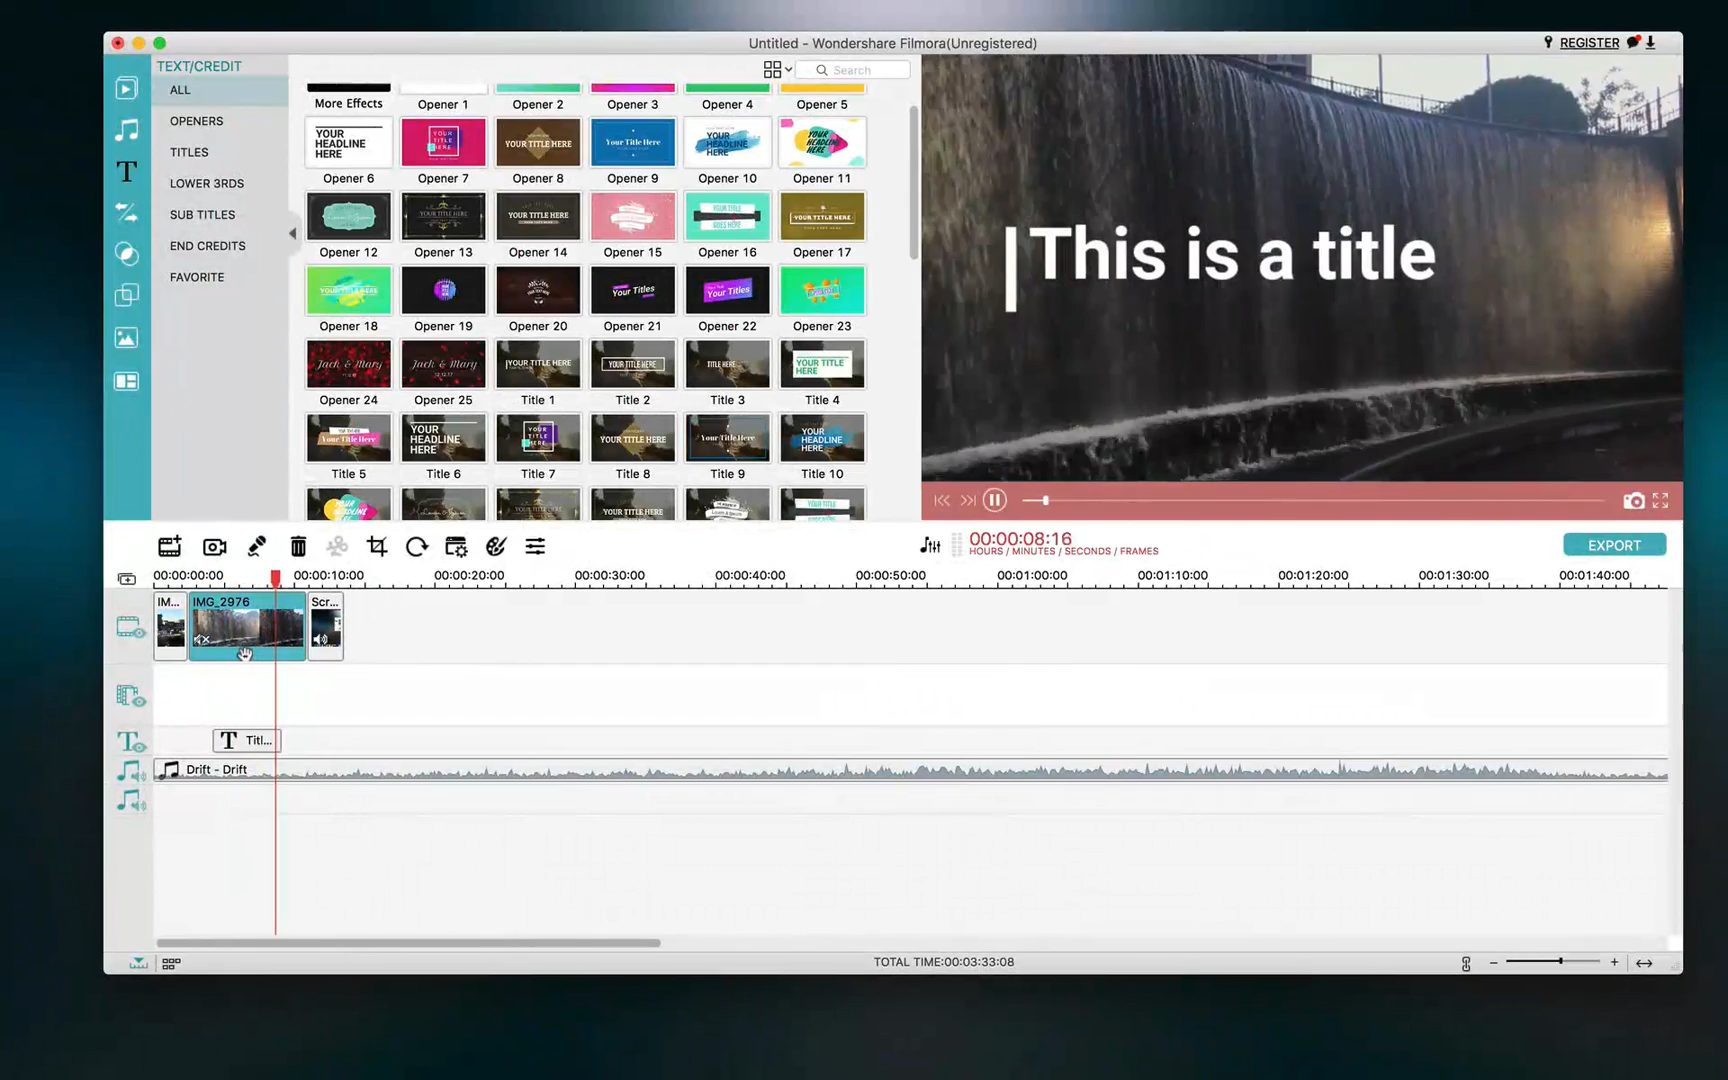 Untitled - Wondershare Filmora(Unregistered)
REGISTER
TEXT/CREDIT
Search
ALL
OPENERS
TITLES
LOWER 3RDS
SUB TITLES
END CREDITS
FAVORITE
More Effects
Opener 1
Opener 2
Opener 3
Opener 4
Opener 5
YOUR HEADLINE HERE
YOUR TITLE HERE
YOUR TITLE HERE
Your Title Here
YOUR HEADLINE HERE
YOUR HEADLINE HERE
Opener 6
Opener 7
Opener 8
Opener 9
Opener 10
Opener 11
YOUR TITLE HERE
YOUR TITLE HERE
YOUR TITLE GOES HERE
YOUR TITLE HERE
Opener 12
Opener 13
Opener 14
Opener 15
Opener 16
Opener 17
YOUR TITLE HERE
Your Titles
Your Titles
Opener 18
Opener 19
Opener 20
Opener 21
Opener 22
Opener 23
Jack & Mary
Jack & Mary
YOUR TITLE HERE
YOUR TITLE HERE
TITLE HERE
YOUR TITLE HERE
Opener 24
Opener 25
Title 1
Title 2
Title 3
Title 4
Your Title Here
YOUR HEADLINE HERE
YOUR TITLE HERE
YOUR TITLE HERE
Your Title Here
YOUR HEADLINE HERE
Title 5
Title 6
Title 7
Title 8
Title 9
Title 10
YOUR TITLE HERE
This is a title
00:00:08:16
HOURS / MINUTES / SECONDS / FRAMES
EXPORT
00:00:00:00
00:00:10:00
00:00:20:00
00:00:30:00
00:00:40:00
00:00:50:00
00:01:00:00
00:01:10:00
00:01:20:00
00:01:30:00
00:01:40:00
IM...
IMG_2976
Scr...
T Titl...
Drift - Drift
TOTAL TIME:00:03:33:08